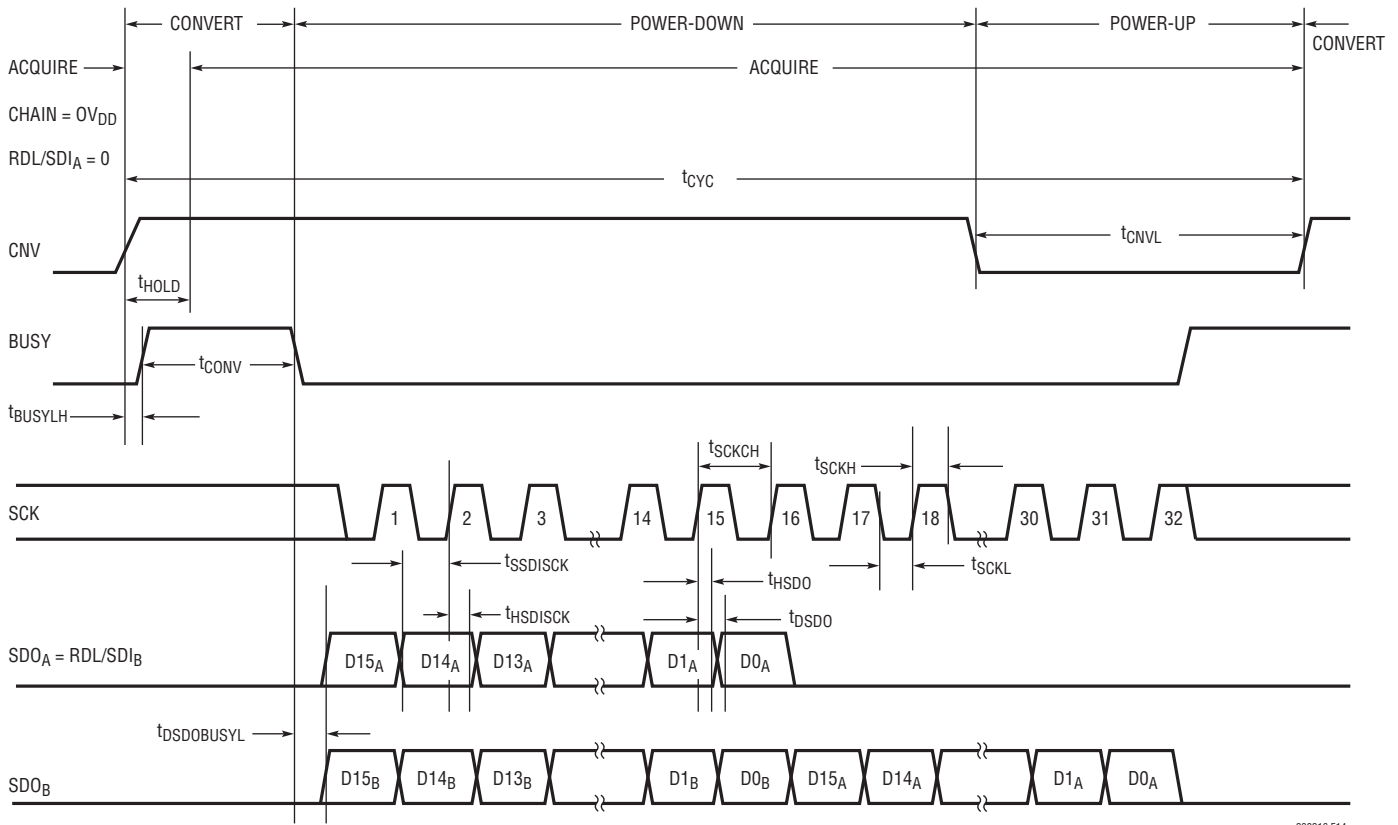 CONVERT POWER-DOWN POWER-UP
CONVERT
ACQUIRE ACQUIRE
CHAIN = OVDD
RDL/SDIA = 0
tCYC
CNV tCNVL
tHOLD
BUSY
tCONV
tBUSYLH
tSCKCH
tSCKH
SCK 1 2 3 14 15 16 17 18 30 31 32
tSSDISCK tSCKL
tHSDO
tHSDISCK tDSDO
SDOA = RDL/SDIB D15A D14A D13A D1A D0A
tDSDOBUSYL
SDOB D15B D14B D13B D1B D0B D15A D14A D1A D0A